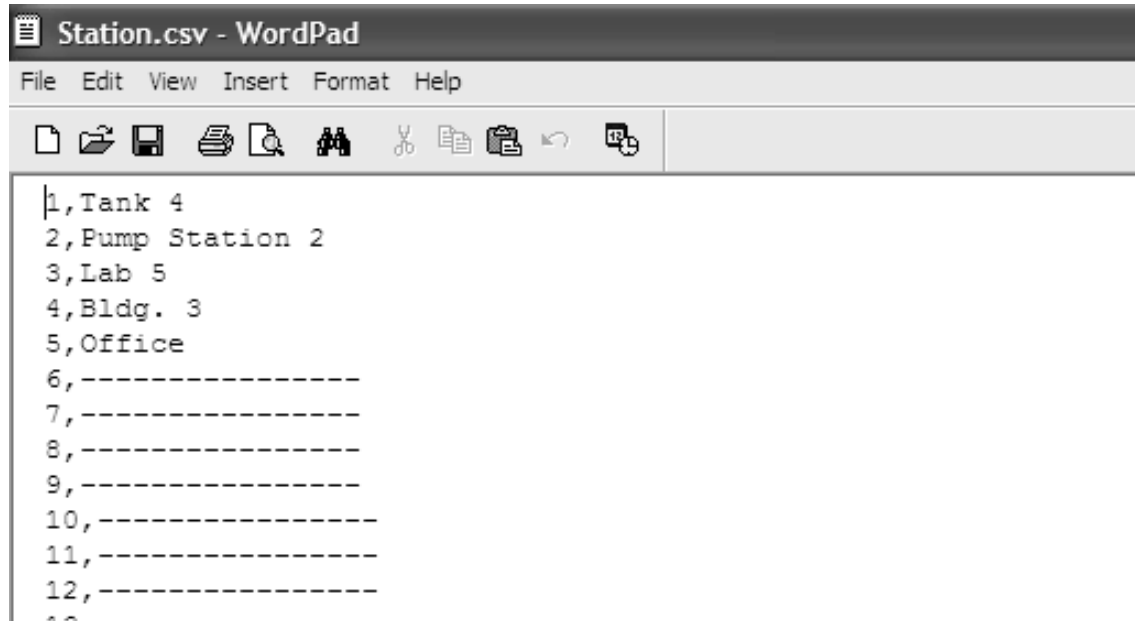 Station.csv - WordPad
File Edit View Insert Format Help
1,Tank 4
2,Pump Station 2
3,Lab 5
4,Bldg. 3
5,Office
6,----------------
7,----------------
8,----------------
9,----------------
10,----------------
11,----------------
12,----------------